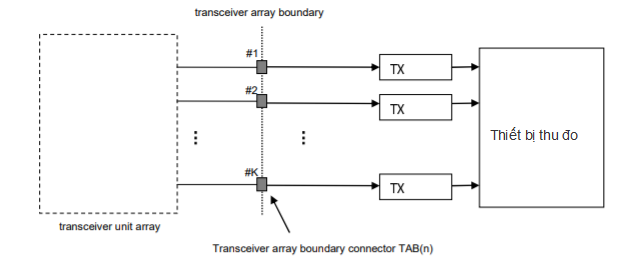 transceiver array boundary
#1
TX
#2
TX
Thiết bị thu đo
#K
TX
transceiver unit array
Transceiver array boundary connector TAB(n)